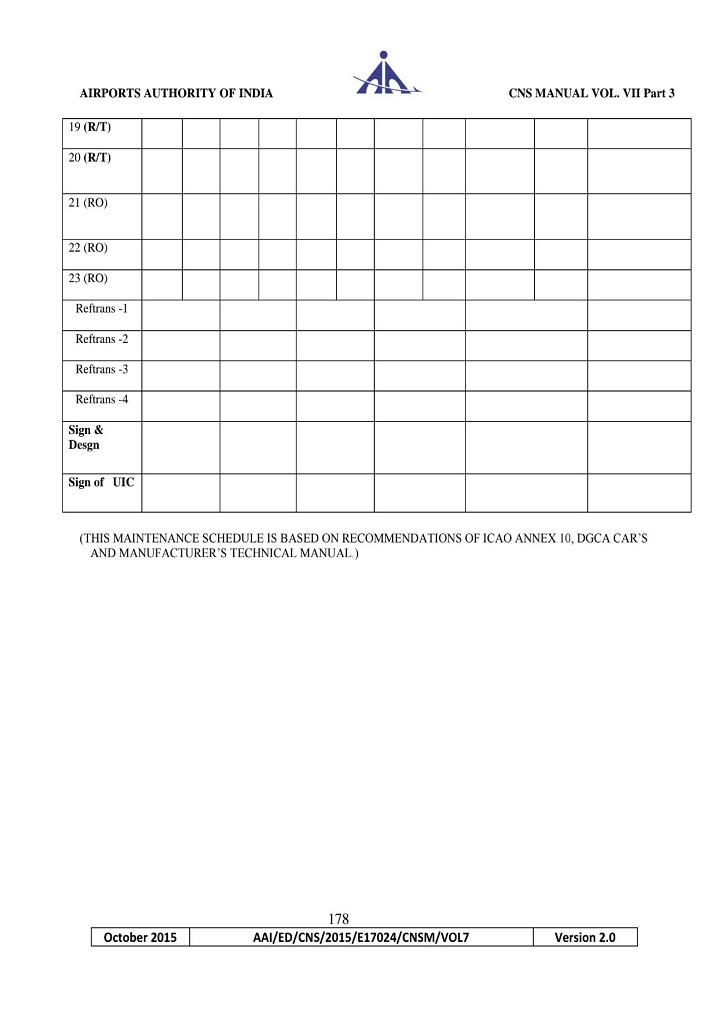 AIRPORTS AUTHORITY OF INDIA
CNS MANUAL VOL. VII Part 3
19 (R/T)
20 (R/T)
21 (RO)
22 (RO)
23 (RO)
Reftrans -1
Reftrans -2
Reftrans -3
Reftrans -4
Sign &
Desgn
Sign of UIC
(THIS MAINTENANCE SCHEDULE IS BASED ON RECOMMENDATIONS OF ICAO ANNEX 10, DGCA CAR'S
AND MANUFACTURER'S TECHNICAL MANUAL.)
178
October 2015 AAI/ED/CNS/2015/E17024/CNSM/VOL7 Version 2.0